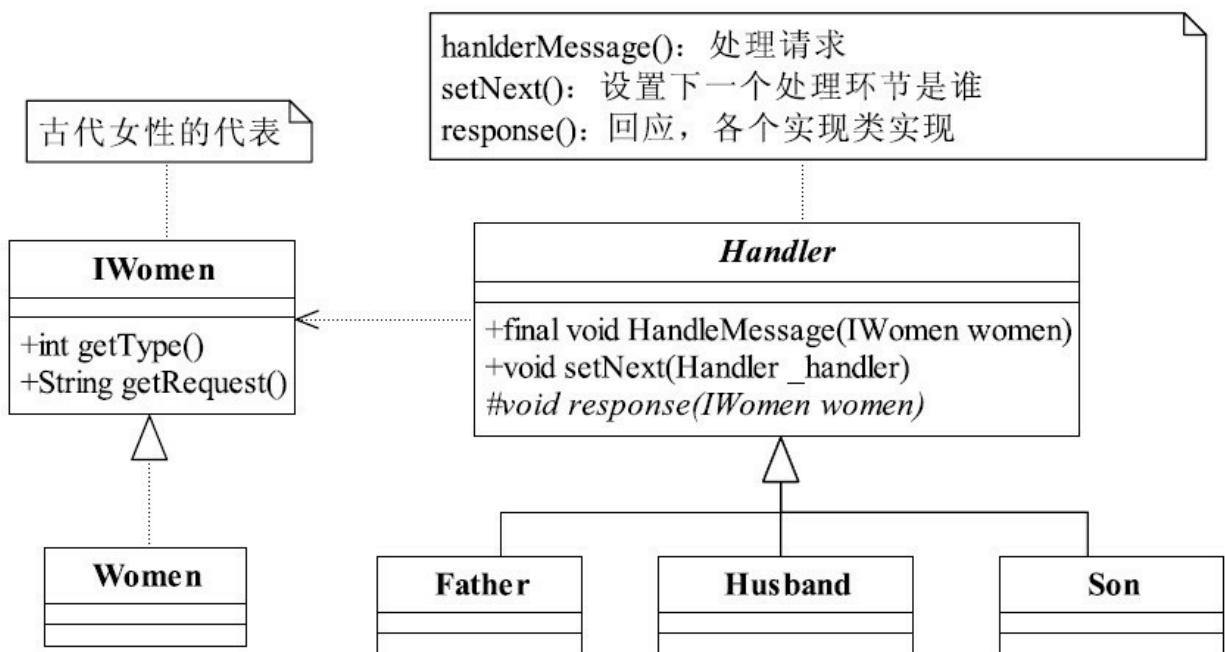 hanlderMessage()：处理请求
setNext()：设置下一个处理环节是谁
response()：回应，各个实现类实现
古代女性的代表
IWomen
+int getType()
+String getRequest()
Handler
+final void HandleMessage(IWomen women)
+void setNext(Handler _handler)
#void response(IWomen women)
Women
Father
Husband
Son